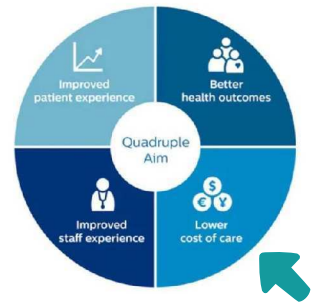 Improved
patient experience
Better
health outcomes
Quadruple
Aim
Improved
staff experience
$
€ ¥
Lower
cost of care